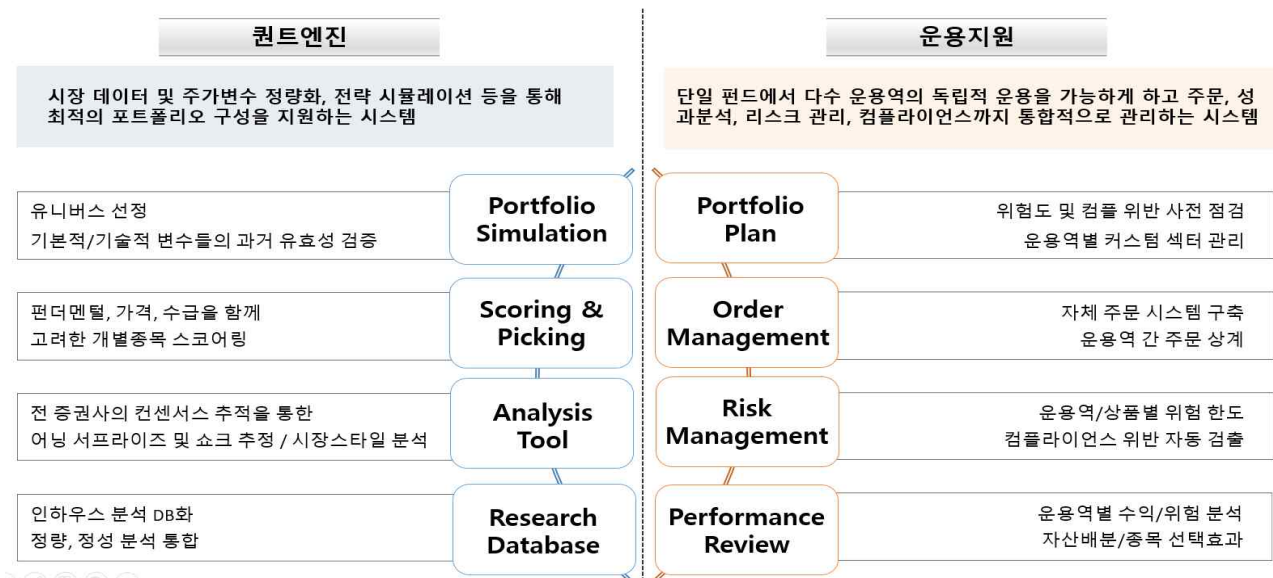 퀀트엔진
시장 데이터 및 주가변수 정량화, 전략 시뮬레이션 등을 통해
최적의 포트폴리오 구성을 지원하는 시스템
유니버스 선정
기본적/기술적 변수들의 과거 유효성 검증
Portfolio
Simulation
펀더멘털, 가격, 수급을 함께
고려한 개별종목 스코어링
Scoring &
Picking
전 증권사의 컨센서스 추적을 통한
어닝 서프라이즈 및 쇼크 추정 / 시장스타일 분석
Analysis
Tool
인하우스 분석 DB화
정량, 정성 분석 통합
Research
Database
운용지원
단일 펀드에서 다수 운용역의 독립적 운용을 가능하게 하고 주문, 성
과분석, 리스크 관리, 컴플라이언스까지 통합적으로 관리하는 시스템
Portfolio
Plan
위험도 및 컴플 위반 사전 점검
운용역별 커스텀 섹터 관리
Order
Management
자체 주문 시스템 구축
운용역 간 주문 상계
Risk
Management
운용역/상품별 위험 한도
컴플라이언스 위반 자동 검출
Performance
Review
운용역별 수익/위험 분석
자산배분/종목 선택효과